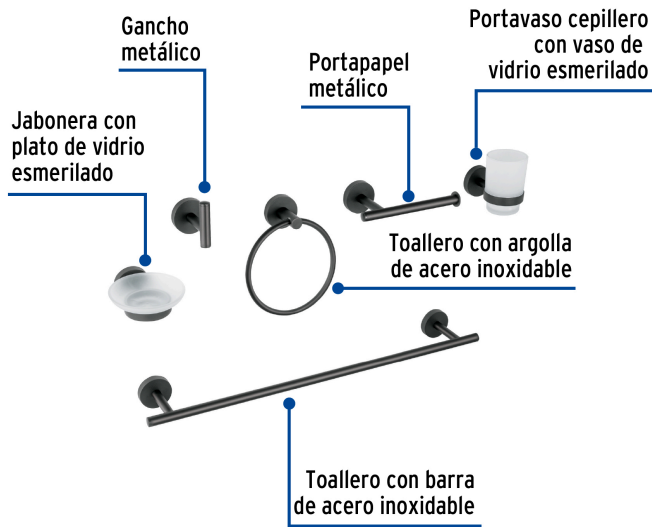 Gancho
metálico
Portavaso cepillero
con vaso de
vidrio esmerilado
Portapapel
metálico
Jabonera con
plato de vidrio
esmerilado
Toallero con argolla
de acero inoxidable
Toallero con barra
de acero inoxidable